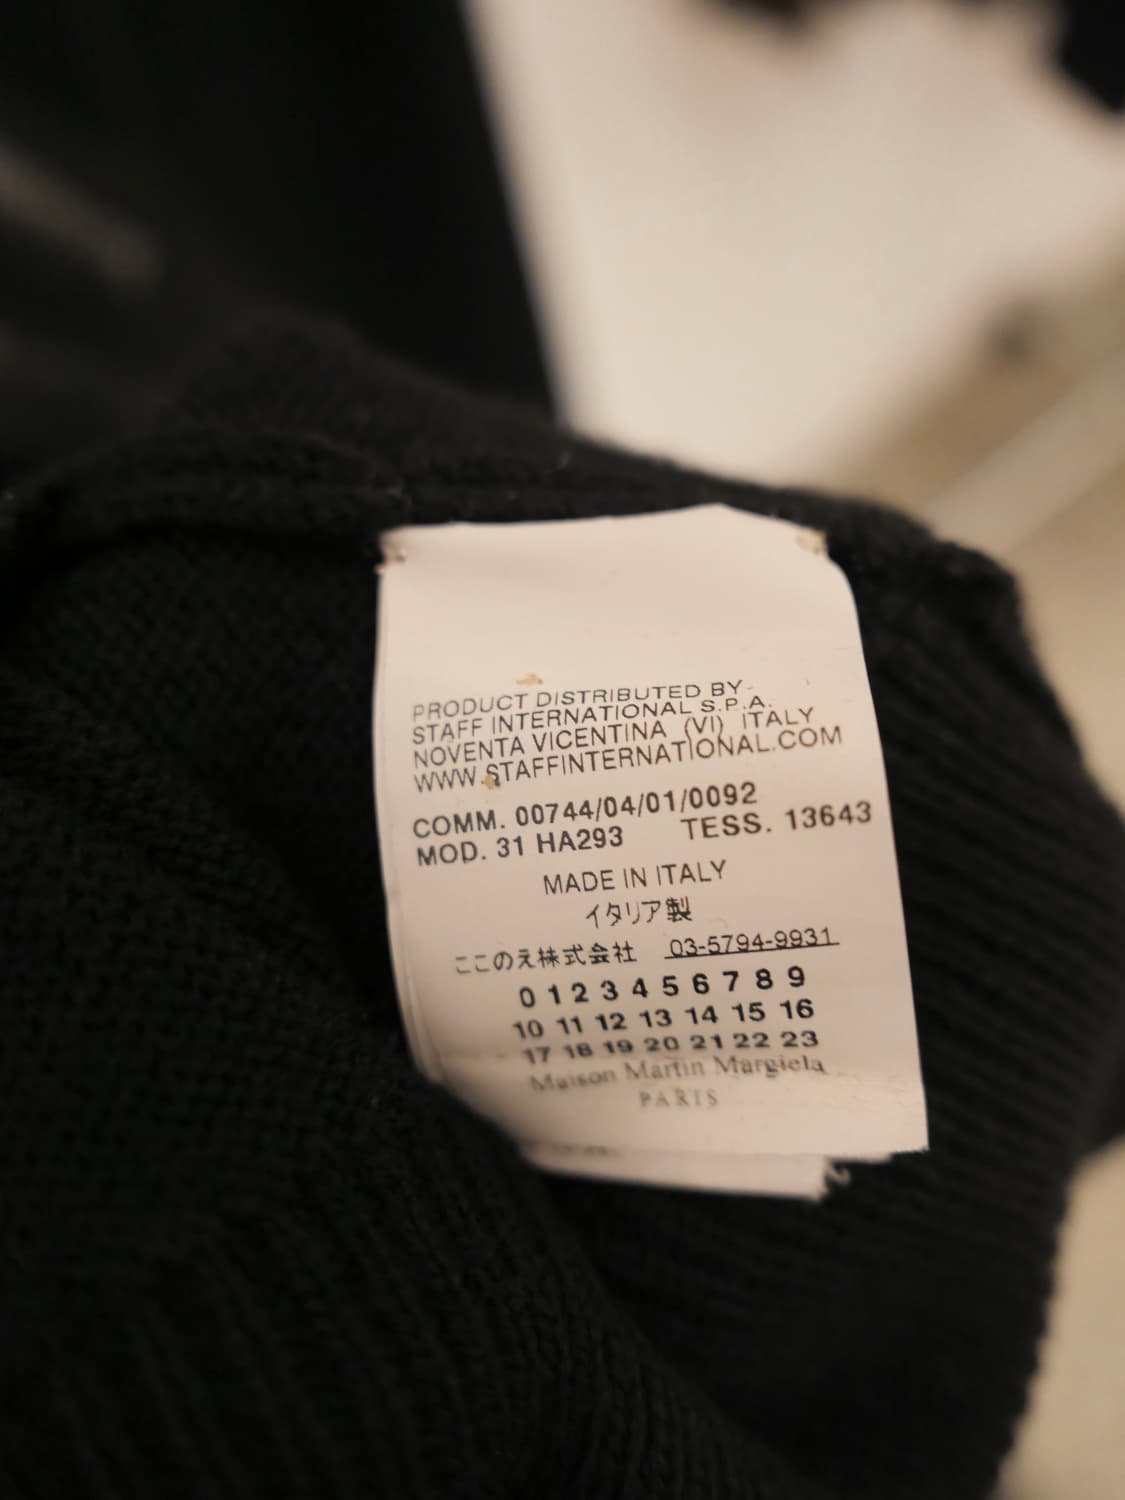 PRODUCT DISTRIBUTED BY
STAFF INTERNATIONAL S.P.A.
NOVENTA VICENTINA (VI) ITALY
WWW.STAFFINTERNATIONAL.COM
COMM. 00744/04/01/0092
MOD. 31 HA293 TESS. 13643
MADE IN ITALY
イタリア製
ここのえ株式会社 03-5794-9931
0 1 2 3 4 5 6 7 8 9
10 11 12 13 14 15 16
17 18 19 20 21 22 23
Maison Martin Margiela
PARIS